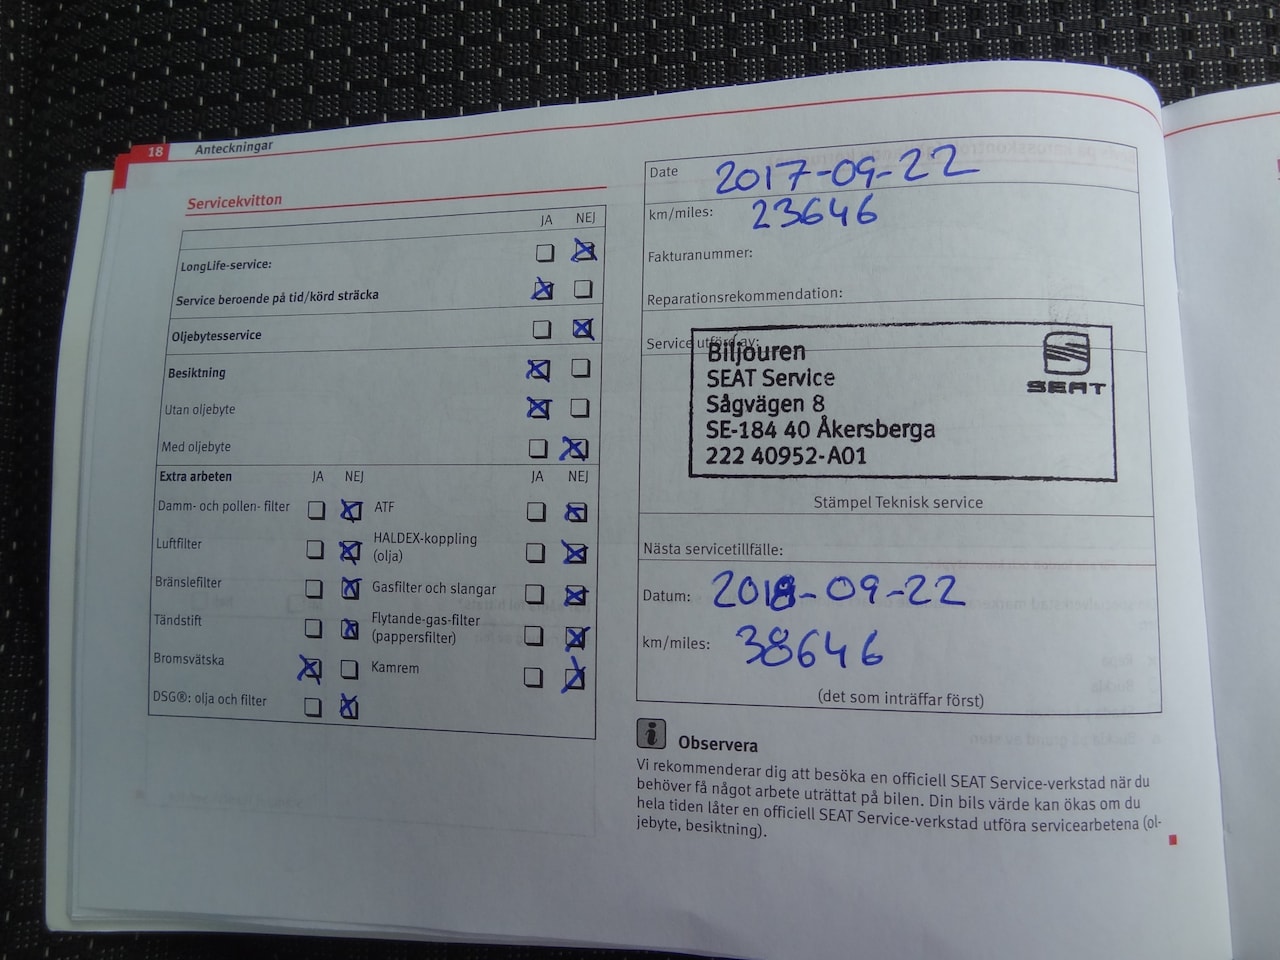 18 Anteckningar
Servicekvitton
JA NEJ
LongLife-service:
Service beroende på tid/körd sträcka
Oljebytesservice
Besiktning
Utan oljebyte
Med oljebyte
Extra arbeten JA NEJ JA NEJ
Damm- och pollen- filter ATF
Luftfilter HALDEX-koppling
(olja)
Bränslefilter Gasfilter och slangar
Tändstift Flytande-gas-filter
(pappersfilter)
Bromsvätska Kamrem
DSG®: olja och filter
Date 2017-09-22
km/miles: 23646
Fakturanummer:
Reparationsrekommendation:
Service utförd av:
Biljouren
SEAT Service
SEAT
Sågvägen 8
SE-184 40 Åkersberga
222 40952-A01
Stämpel Teknisk service
Nästa servicetillfälle:
Datum: 2018-09-22
km/miles: 38646
(det som inträffar först)
i Observera
Vi rekommenderar dig att besöka en officiell SEAT Service-verkstad när du
behöver få något arbete uträttat på bilen. Din bils värde kan ökas om du
hela tiden låter en officiell SEAT Service-verkstad utföra servicearbetena (ol-
jebyte, besiktning).